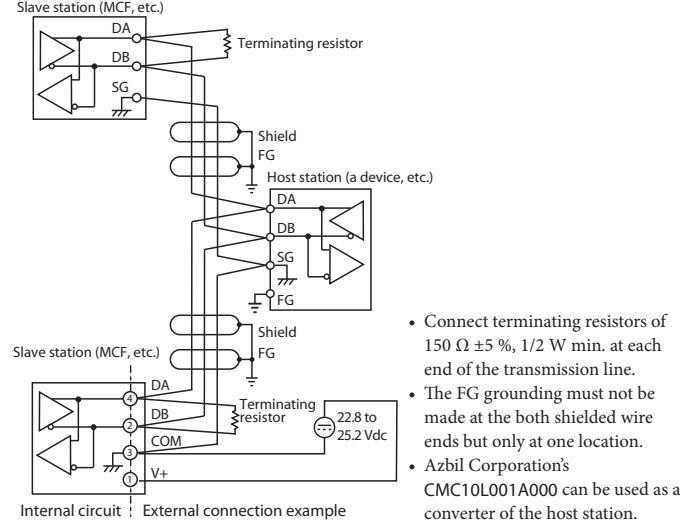 Slave station (MCF, etc.)
DA
DB
SG
Terminating resistor
Shield
FG
Host station (a device, etc.)
DA
DB
SG
FG
Shield
FG
Slave station (MCF, etc.)
DA
4
DB
2
COM
3
V+
1
Terminating
resistor
22.8 to
25.2 Vdc
Internal circuit
External connection example
• Connect terminating resistors of
150 Ω ±5 %, 1/2 W min. at each
end of the transmission line.
• The FG grounding must not be
made at the both shielded wire
ends but only at one location.
• Azbil Corporation's
CMC10L001A000 can be used as a
converter of the host station.